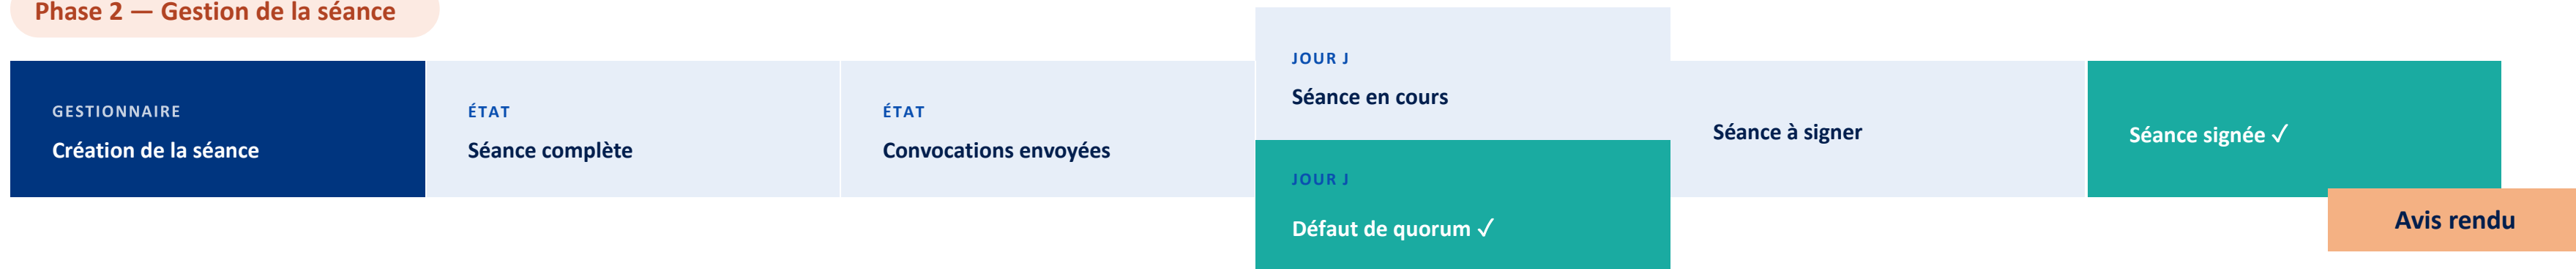 Phase 2 — Gestion de la séance
GESTIONNAIRE
Création de la séance
ÉTAT
Séance complète
ÉTAT
Convocations envoyées
JOUR J
Séance en cours
JOUR J
Défaut de quorum ✓
Séance à signer
Séance signée ✓
Avis rendu